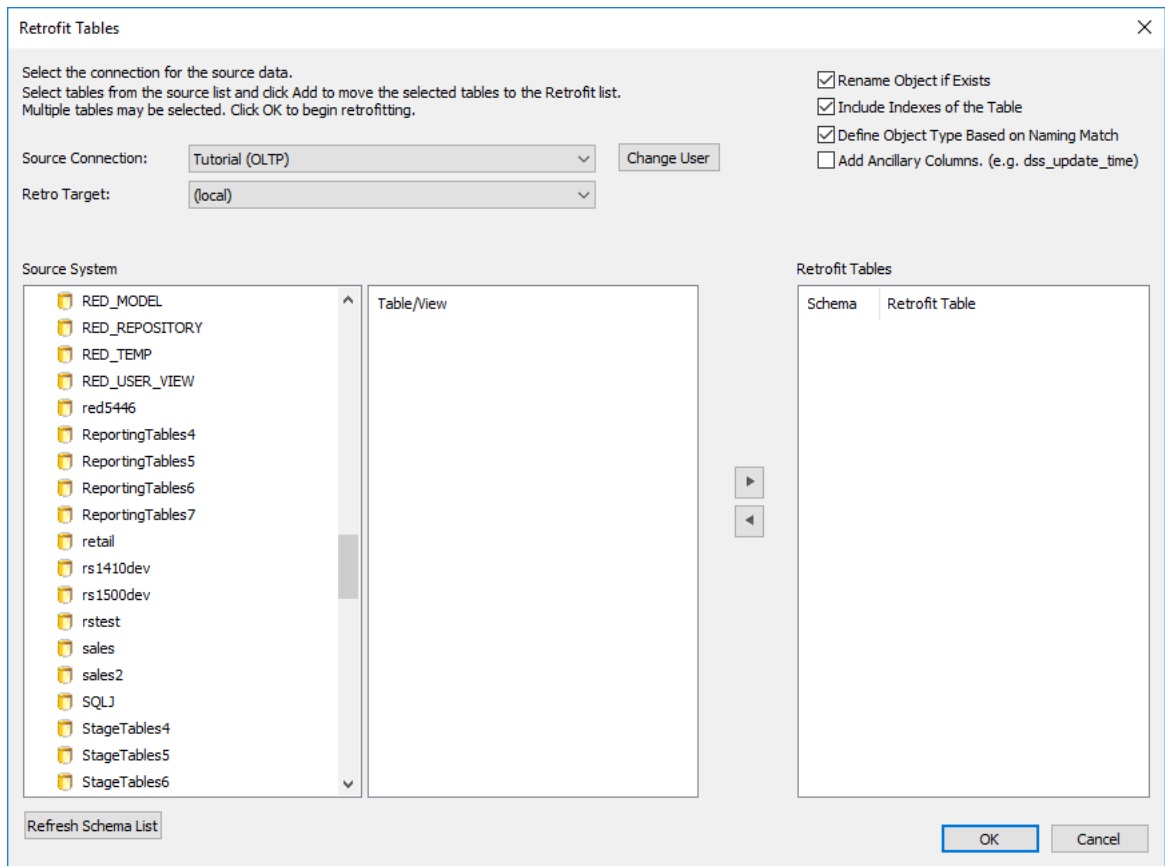 Retrofit Tables
Select the connection for the source data.
Select tables from the source list and click Add to move the selected tables to the Retrofit list.
Multiple tables may be selected. Click OK to begin retrofitting.
Rename Object if Exists
Include Indexes of the Table
Define Object Type Based on Naming Match
Add Ancillary Columns. (e.g. dss_update_time)
Source Connection:
Tutorial (OLTP)
Change User
Retro Target:
(local)
Source System
RED_MODEL
RED_REPOSITORY
RED_TEMP
RED_USER_VIEW
red5446
ReportingTables4
ReportingTables5
ReportingTables6
ReportingTables7
retail
rs1410dev
rs1500dev
rstest
sales
sales2
SQLJ
StageTables4
StageTables5
StageTables6
Table/View
Retrofit Tables
Schema Retrofit Table
Refresh Schema List
OK
Cancel